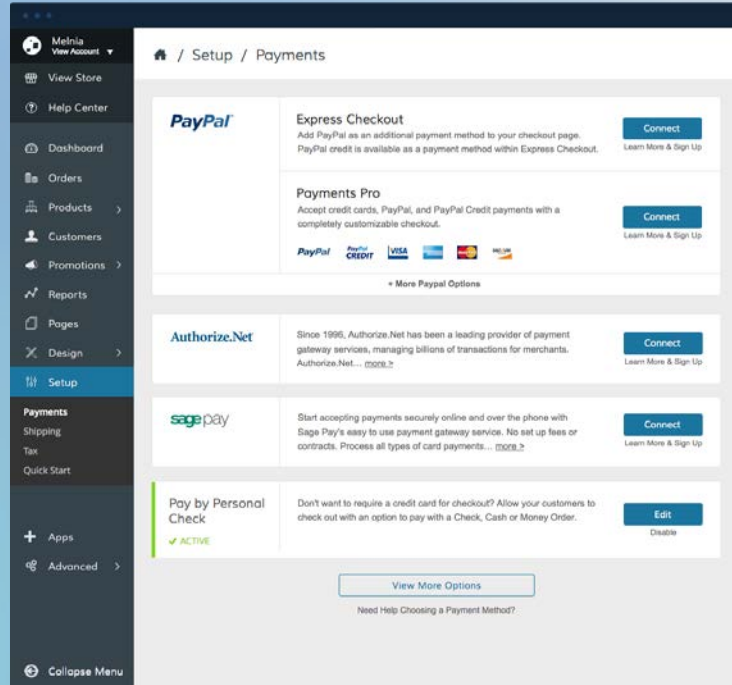 Melnia
View Account
View Store
Help Center
Dashboard
Orders
Products
Customers
Promotions
Reports
Pages
Design
Setup
Payments
Shipping
Tax
Quick Start
Apps
Advanced
Collapse Menu
/ Setup / Payments
PayPal
Express Checkout
Add PayPal as an additional payment method to your checkout page.
PayPal credit is available as a payment method within Express Checkout.
Connect
Learn More & Sign Up
Payments Pro
Accept credit cards, PayPal, and PayPal Credit payments with a
completely customizable checkout.
PayPal PayPal CREDIT VISA
Connect
Learn More & Sign Up
+ More Paypal Options
Authorize.Net
Since 1996, Authorize.Net has been a leading provider of payment
gateway services, managing billions of transactions for merchants.
Authorize.Net... more >
Connect
Learn More & Sign Up
sage pay
Start accepting payments securely online and over the phone with
Sage Pay's easy to use payment gateway service. No set up fees or
contracts. Process all types of card payments... more >
Connect
Learn More & Sign Up
Pay by Personal
Check
✔ ACTIVE
Don't want to require a credit card for checkout? Allow your customers to
check out with an option to pay with a Check, Cash or Money Order.
Edit
Disable
View More Options
Need Help Choosing a Payment Method?